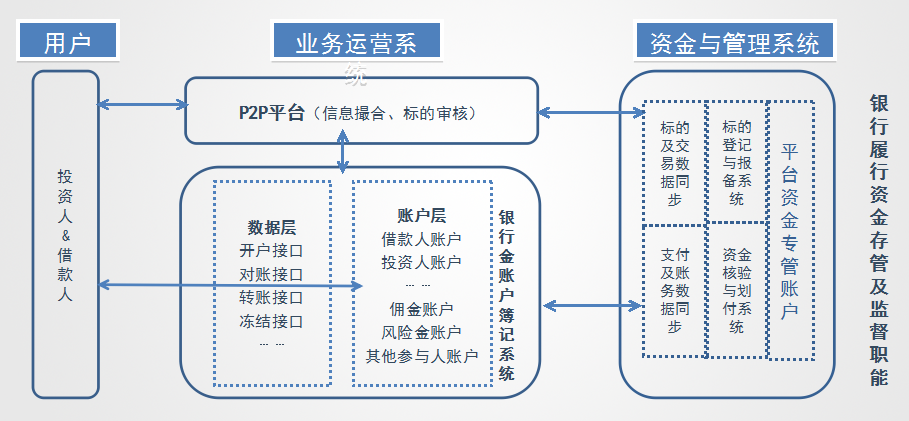 用户
业务运营系
统
资金与管理系统
投资人&借款人
P2P平台（信息撮合、标的审核）
数据层
开户接口
对账接口
转账接口
冻结接口
… …
账户层
借款人账户
投资人账户
… …
佣金账户
风险金账户
其他参与人账户
银行金账户簿记系统
标的
及交
易数
据同
步
标的
登记
与报
备系
统
支付
及账
务数
据同
步
资金
核验
与划
付系
统
平台资金专管账户
银行履行资金存管及监督职能